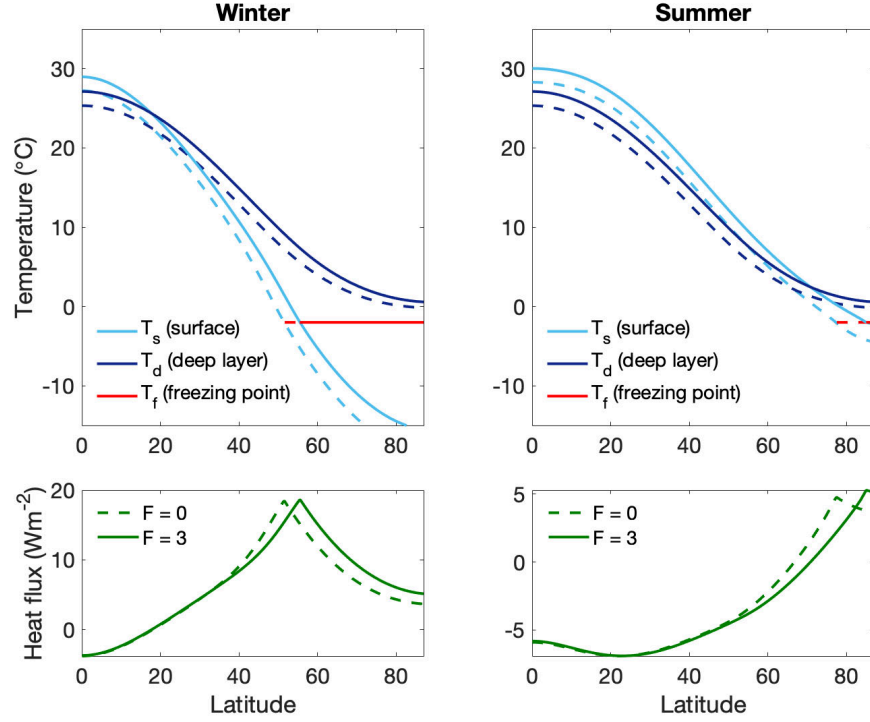 Winter
Summer
Temperature (°C)
30
20
10
0
-10
T_s (surface)
T_d (deep layer)
T_f (freezing point)
0 20 40 60 80
30
20
10
0
-10
T_s (surface)
T_d (deep layer)
T_f (freezing point)
0 20 40 60 80
Heat flux (Wm⁻²)
20
10
0
F = 0
F = 3
0 20 40 60 80
Latitude
5
0
-5
F = 0
F = 3
0 20 40 60 80
Latitude